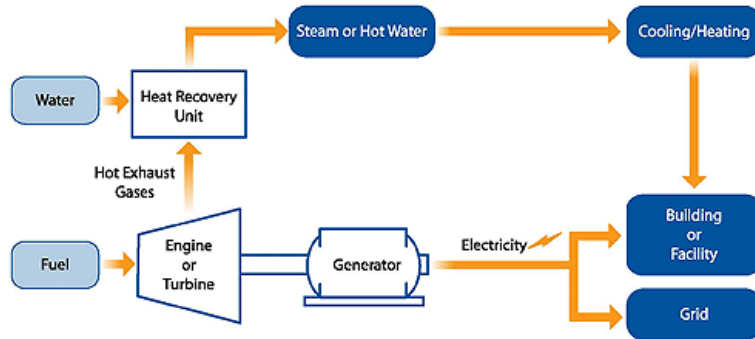 Steam or Hot Water
Cooling/Heating
Water
Heat Recovery
Unit
Hot Exhaust
Gases
Fuel
Engine
or
Turbine
Generator
Electricity
Building
or
Facility
Grid